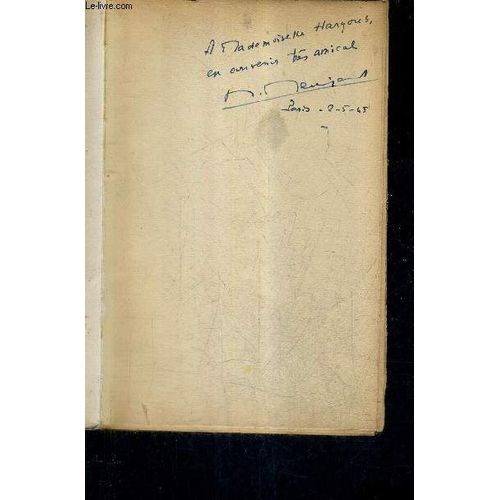 Le-livre.com
A Mademoiselle Hargous,
en souvenir très amical
Paris - 2-5-45